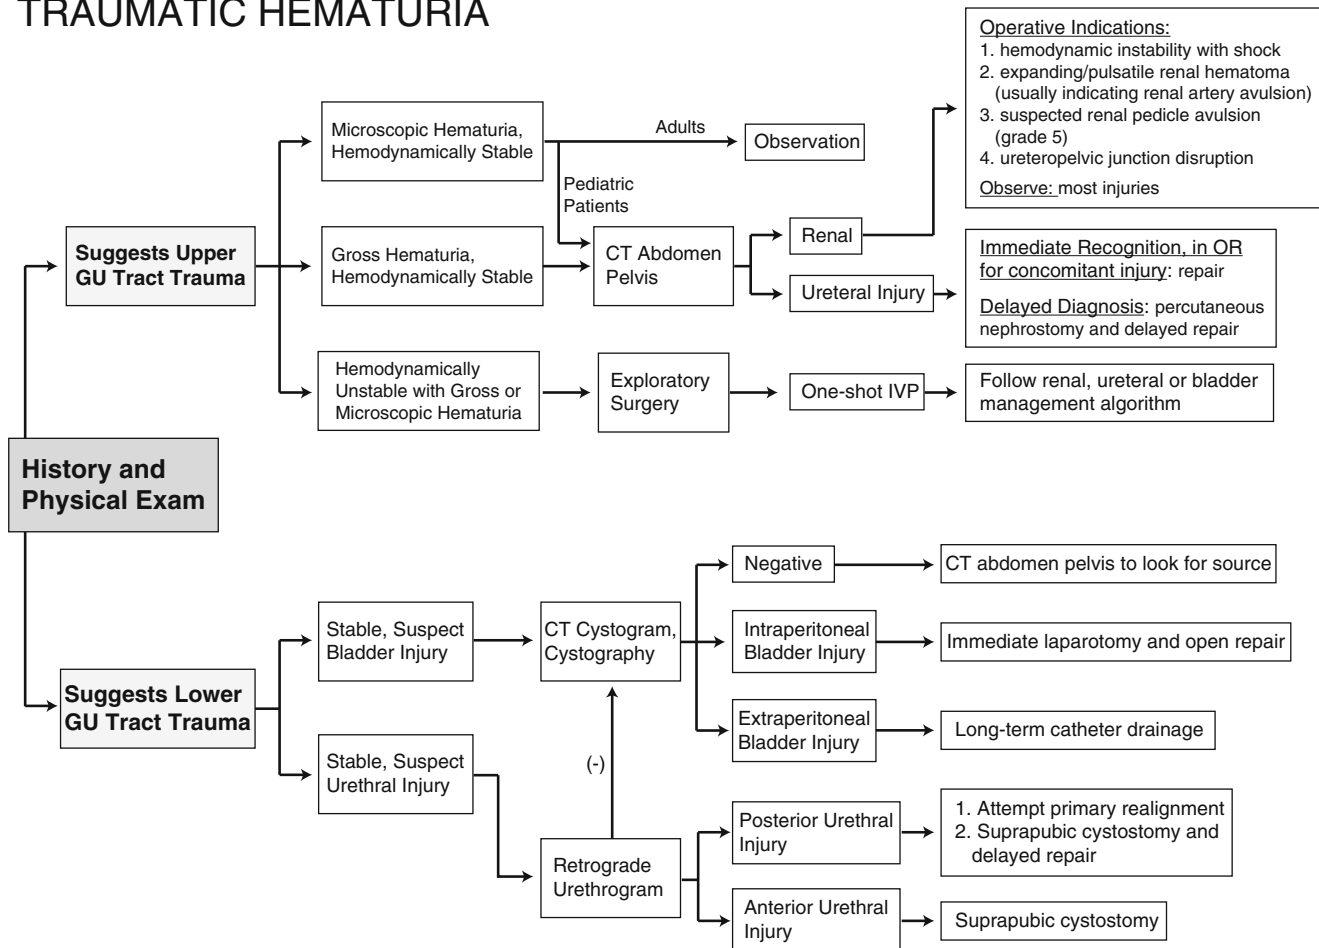 TRAUMATIC HEMATURIA
Operative Indications:
1. hemodynamic instability with shock
2. expanding/pulsatile renal hematoma
(usually indicating renal artery avulsion)
3. suspected renal pedicle avulsion
(grade 5)
4. ureteropelvic junction disruption
Observe: most injuries
Microscopic Hematuria,
Hemodynamically Stable
Adults
Observation
Pediatric
Patients
Suggests Upper
GU Tract Trauma
Gross Hematuria,
Hemodynamically Stable
CT Abdomen
Pelvis
Renal
Ureteral Injury
Immediate Recognition, in OR
for concomitant injury: repair
Delayed Diagnosis: percutaneous
nephrostomy and delayed repair
Hemodynamically
Unstable with Gross or
Microscopic Hematuria
Exploratory
Surgery
One-shot IVP
Follow renal, ureteral or bladder
management algorithm
History and
Physical Exam
Negative
CT abdomen pelvis to look for source
Stable, Suspect
Bladder Injury
CT Cystogram,
Cystography
Intraperitoneal
Bladder Injury
Immediate laparotomy and open repair
Suggests Lower
GU Tract Trauma
Extraperitoneal
Bladder Injury
Long-term catheter drainage
Stable, Suspect
Urethral Injury
(-)
Retrograde
Urethrogram
Posterior Urethral
Injury
1. Attempt primary realignment
2. Suprapubic cystostomy and
delayed repair
Anterior Urethral
Injury
Suprapubic cystostomy